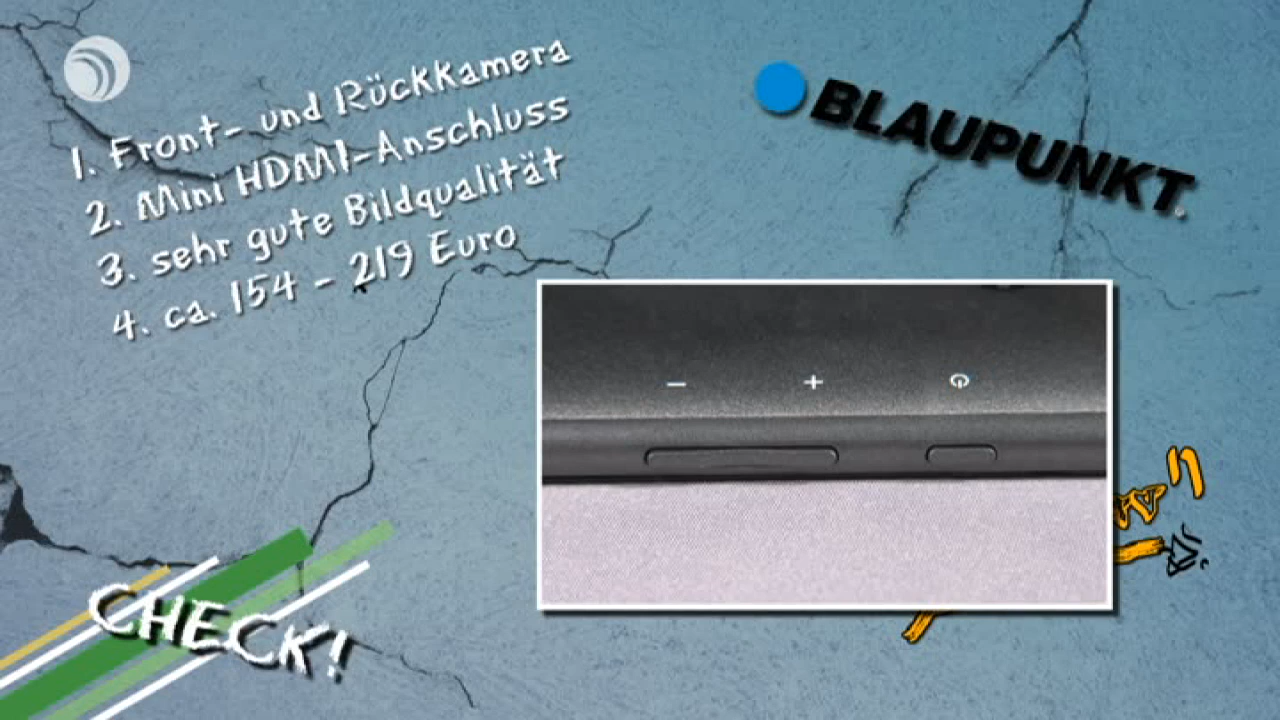 1. Front- und Rückkamera
2. Mini HDMI-Anschluss
3. sehr gute Bildqualität
4. ca. 154 - 219 Euro
BLAUPUNKT
- +
CHECK!